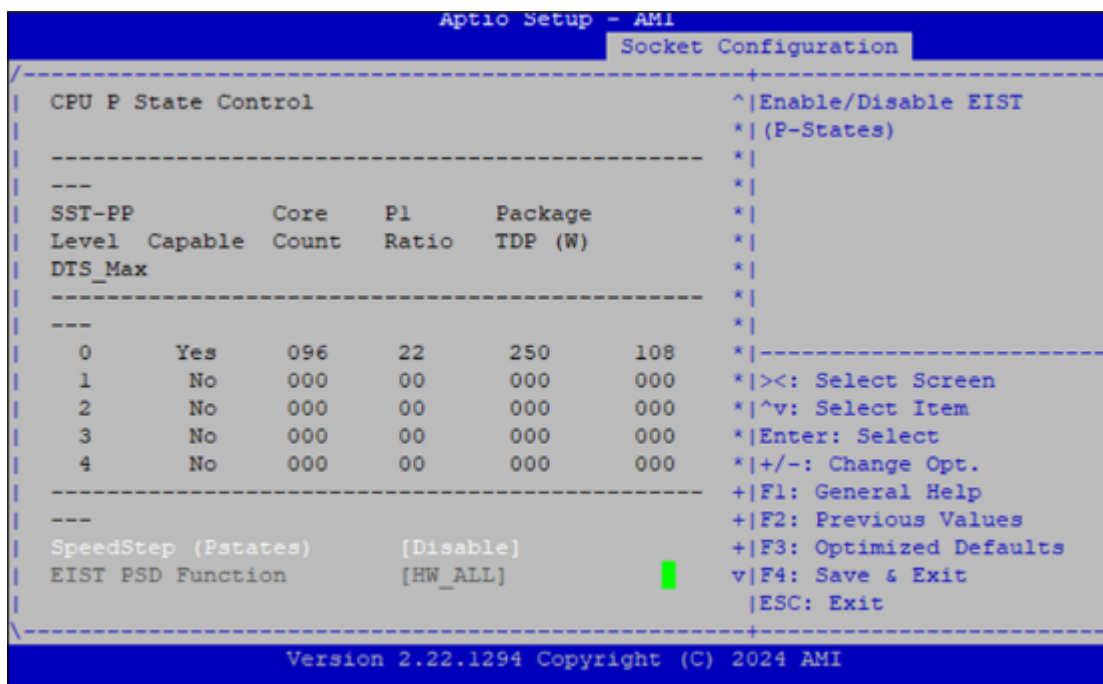 Aptio Setup - AMI
Socket Configuration
/----------------------------------------------------+-------------------------
| CPU P State Control ^|Enable/Disable EIST
| *|(P-States)
| ----------------------------------------------- *|
| --- *|
| SST-PP Core P1 Package *|
| Level Capable Count Ratio TDP (W) *|
| DTS_Max *|
| ----------------------------------------------- *|
| --- *|
| 0 Yes 096 22 250 108 *|-------------------------
| 1 No 000 00 000 000 *|><: Select Screen
| 2 No 000 00 000 000 *|^v: Select Item
| 3 No 000 00 000 000 *|Enter: Select
| 4 No 000 00 000 000 *|+/-: Change Opt.
| ----------------------------------------------- +|F1: General Help
| --- +|F2: Previous Values
| SpeedStep (Pstates) [Disable] +|F3: Optimized Defaults
| EIST PSD Function [HW_ALL] v|F4: Save & Exit
| |ESC: Exit
\----------------------------------------------------+-------------------------
Version 2.22.1294 Copyright (C) 2024 AMI